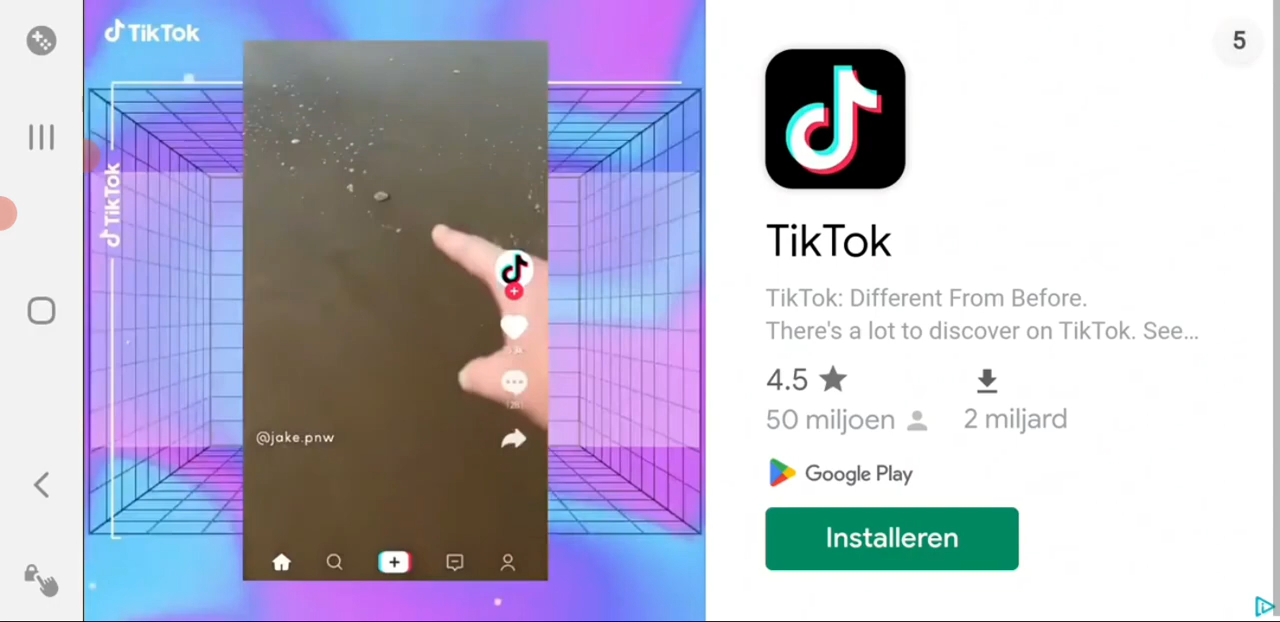 TikTok
TikTok
@jake.pnw
5
TikTok
TikTok: Different From Before.
There's a lot to discover on TikTok. See...
4.5
50 miljoen
2 miljard
Google Play
Installeren